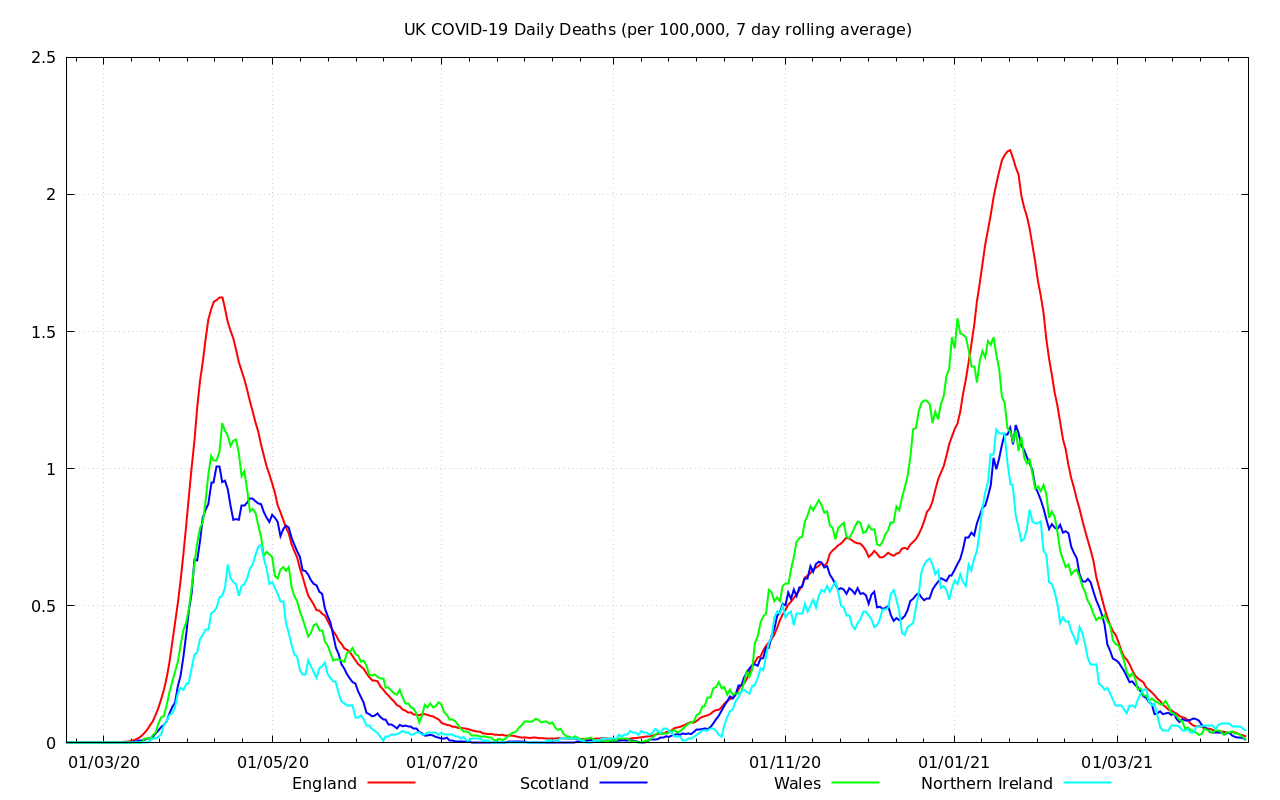 UK COVID-19 Daily Deaths (per 100,000, 7 day rolling average)
2.5
2
1.5
1
0.5
0
01/03/20 01/05/20 01/07/20 01/09/20 01/11/20 01/01/21 01/03/21
England Scotland Wales Northern Ireland